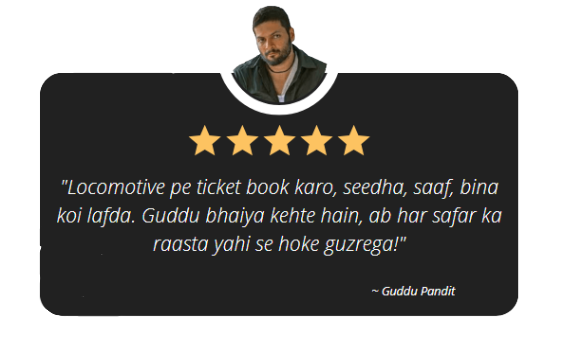 "Locomotive pe ticket book karo, seedha, saaf, bina
koi lafda. Guddu bhaiya kehte hain, ab har safar ka
raasta yahi se hoke guzrega!"
~ Guddu Pandit